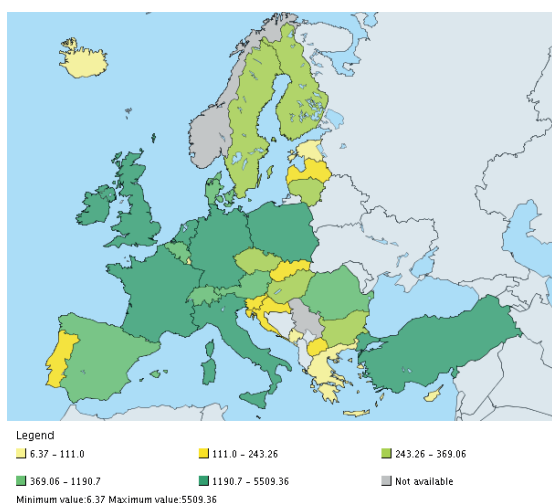 Legend
6.37 - 111.0
111.0 - 243.26
243.26 - 369.06
369.06 - 1190.7
1190.7 - 5509.36
Not available
Minimum value:6.37 Maximum value:5509.36